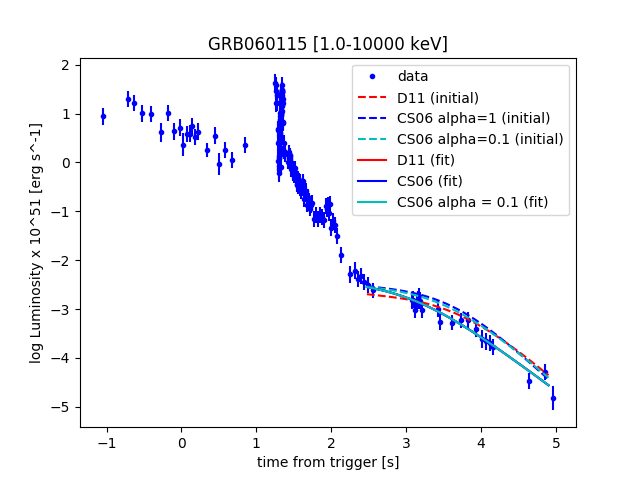 GRB060115 [1.0-10000 keV]
2
1
0
−1
−2
−3
−4
−5
log Luminosity x 10^51 [erg s^-1]
data
D11 (initial)
CS06 alpha=1 (initial)
CS06 alpha=0.1 (initial)
D11 (fit)
CS06 (fit)
CS06 alpha = 0.1 (fit)
−1 0 1 2 3 4 5
time from trigger [s]